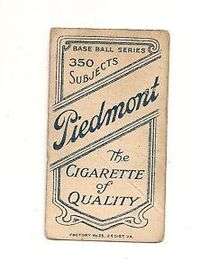 BASE BALL SERIES
350
SUBJECTS
Piedmont
The
CIGARETTE
of
QUALITY
FACTORY No 25, 2ND DIST. VA.